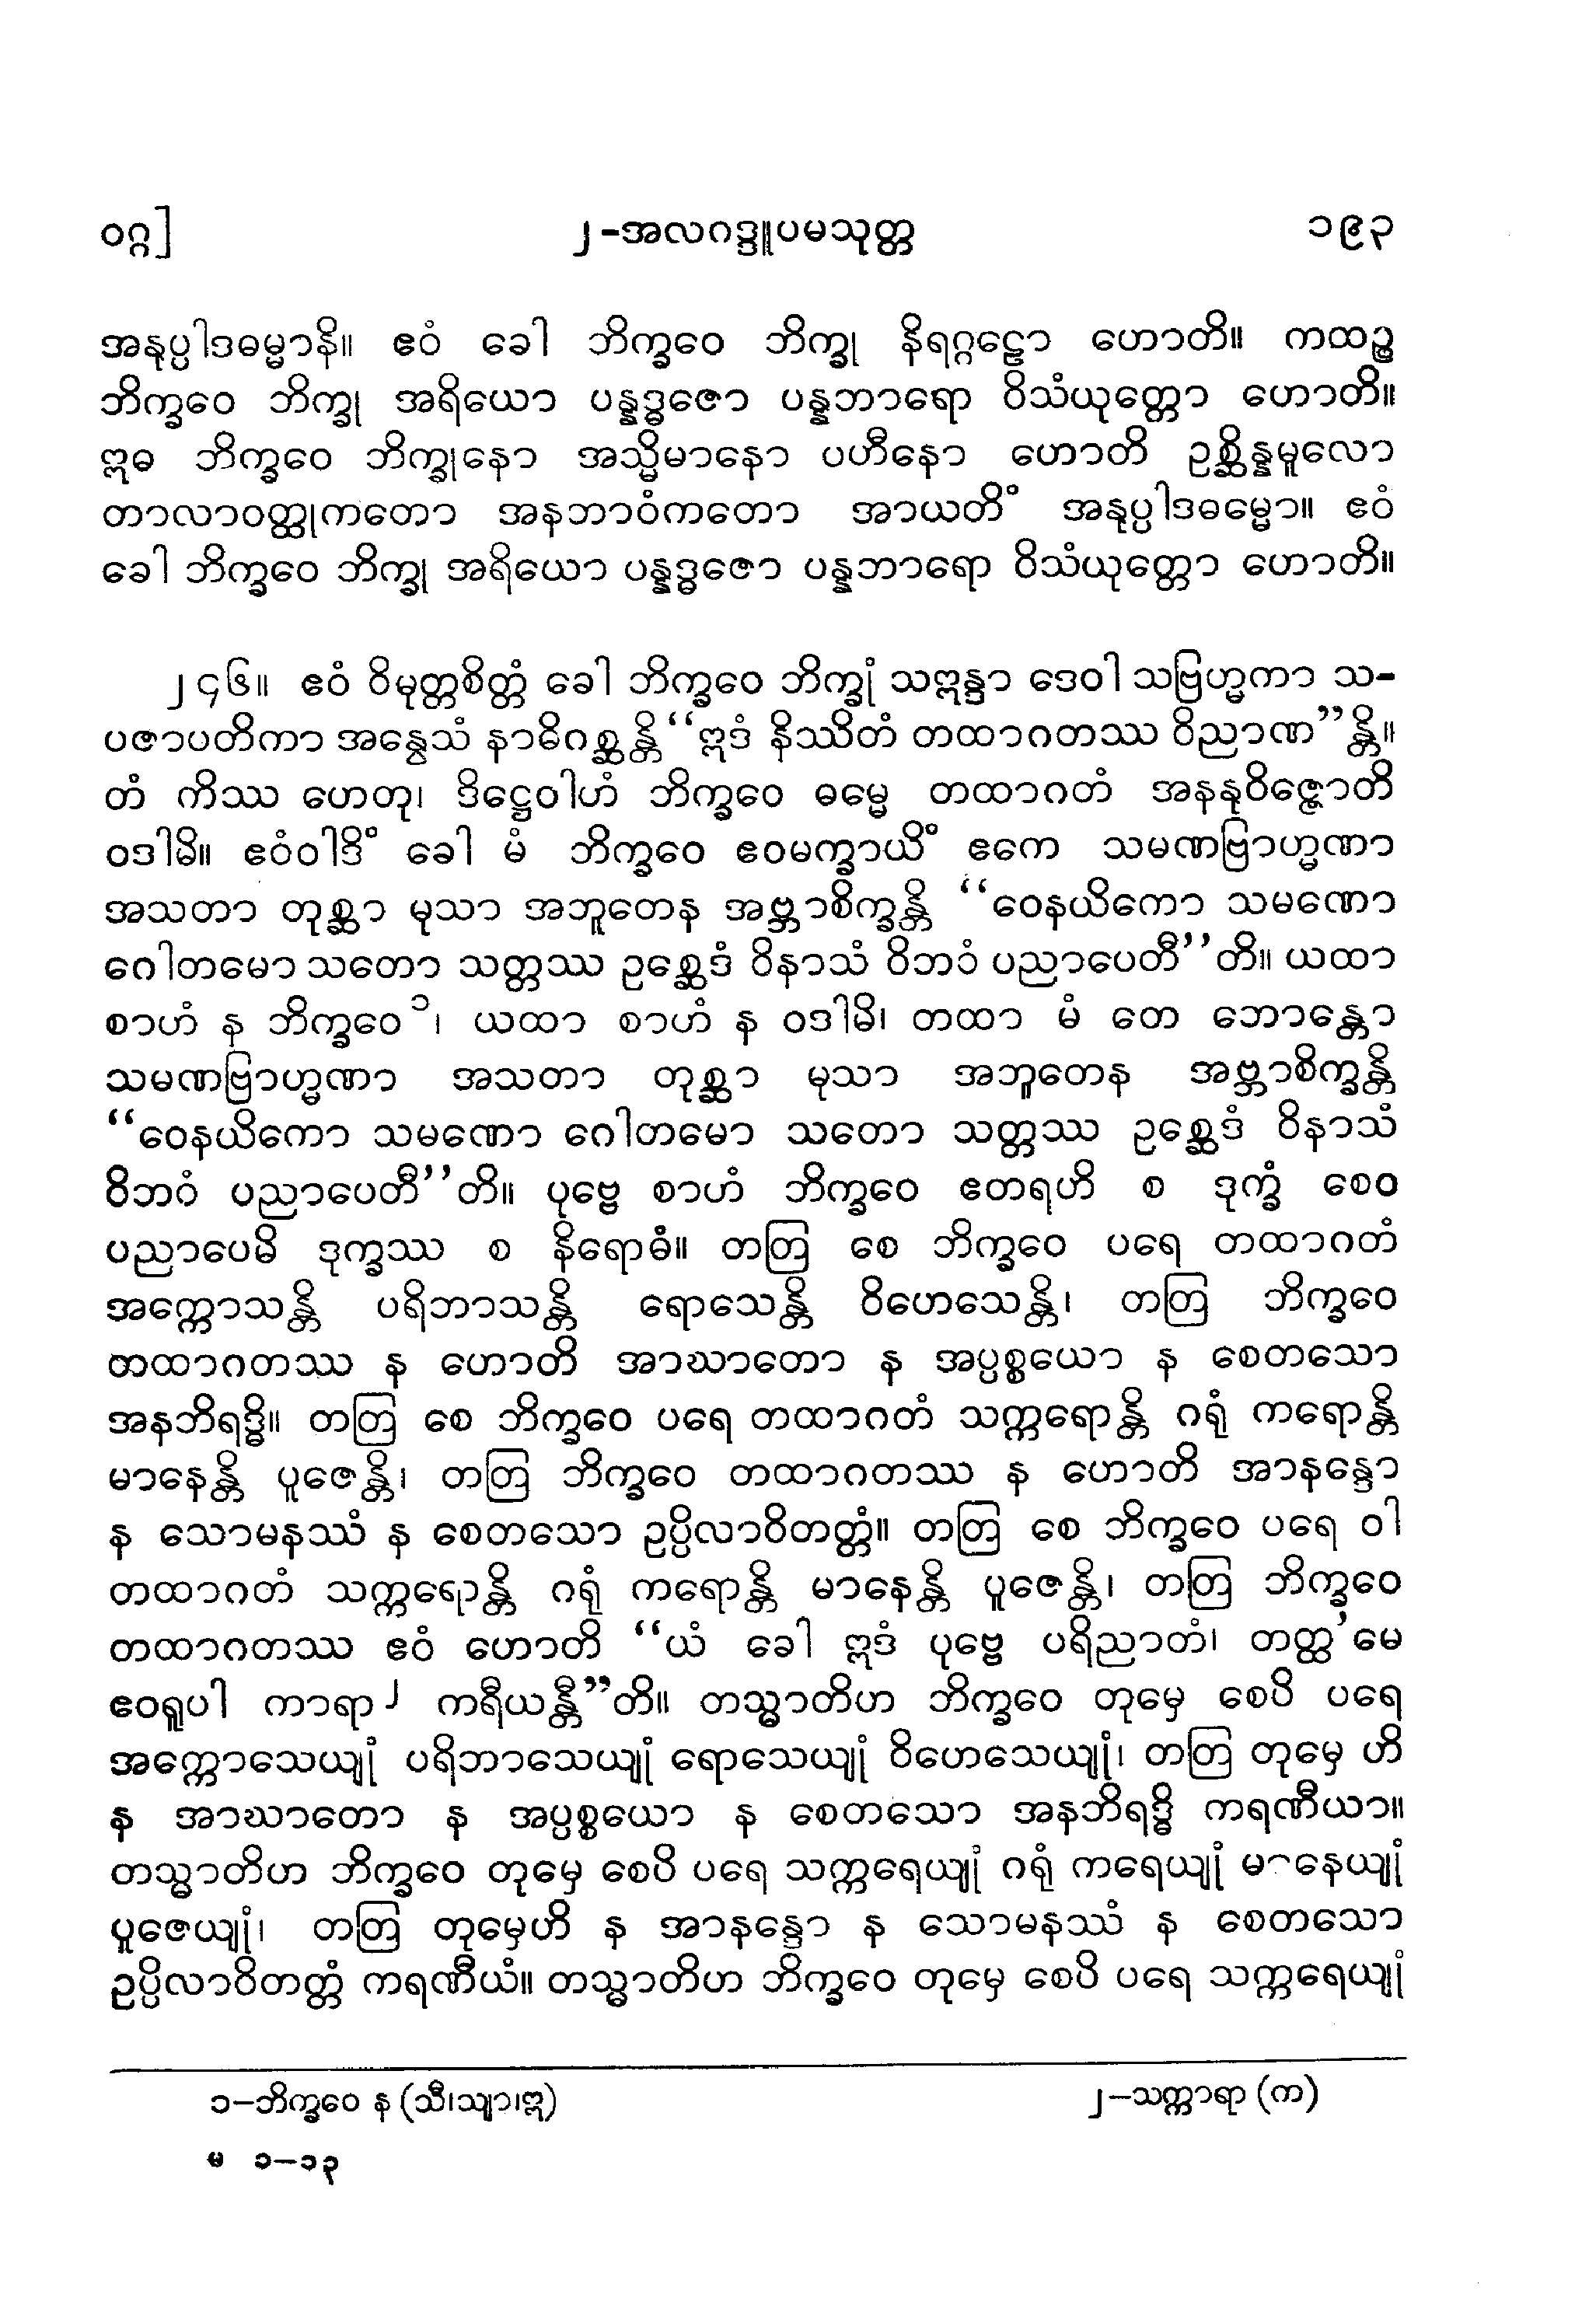 ဝဂ္ဂ] ၂-အလဂဒ္ဒူပမသုတ္တ ၁၉၃
အနုပ္ပါဒဓမ္မာနိ။ ဧဝံ ခေါ ဘိက္ခဝေ ဘိက္ခု နိရဂ္ဂဠော ဟောတိ။ ကထဉ္စ
ဘိက္ခဝေ ဘိက္ခု အရိယော ပန္နဒ္ဓဇော ပန္နဘာရော ဝိသံယုတ္တော ဟောတိ။
ဣဓ ဘိက္ခဝေ ဘိက္ခုနော အသ္မိမာနော ပဟီနော ဟောတိ ဥစ္ဆိန္နမူလော
တာလာဝတ္ထုကတော အနဘာဝံကတော အာယတိံ အနုပ္ပါဒဓမ္မော။ ဧဝံ
ခေါ ဘိက္ခဝေ ဘိက္ခု အရိယော ပန္နဒ္ဓဇော ပန္နဘာရော ဝိသံယုတ္တော ဟောတိ။
၂၄၆။ ဧဝံ ဝိမုတ္တစိတ္တံ ခေါ ဘိက္ခဝေ ဘိက္ခုံ သဣန္ဒာ ဒေဝါ သဗြဟ္မကာ သ-
ပဇာပတိကာ အနွေသံ နာဓိဂစ္ဆန္တိ “ဣဒံ နိဿိတံ တထာဂတဿ ဝိညာဏ”န္တိ။
တံ ကိဿ ဟေတု၊ ဒိဋ္ဌေဝါဟံ ဘိက္ခဝေ ဓမ္မေ တထာဂတံ အနနုဝိဇ္ဇောတိ
ဝဒါမိ။ ဧဝံဝါဒိံ ခေါ မံ ဘိက္ခဝေ ဧဝမက္ခာယိံ ဧကေ သမဏဗြာဟ္မဏာ
အသတာ တုစ္ဆာ မုသာ အဘူတေန အဗ္ဘာစိက္ခန္တိ “ဝေနယိကော သမဏော
ဂေါတမော သတော သတ္တဿ ဥစ္ဆေဒံ ဝိနာသံ ဝိဘဝံ ပညာပေတီ”တိ။ ယထာ
စာဟံ န ဘိက္ခဝေ ၁၊ ယထာ စာဟံ န ဝဒါမိ၊ တထာ မံ တေ ဘောန္တော
သမဏဗြာဟ္မဏာ အသတာ တုစ္ဆာ မုသာ အဘူတေန အဗ္ဘာစိက္ခန္တိ
“ဝေနယိကော သမဏော ဂေါတမော သတော သတ္တဿ ဥစ္ဆေဒံ ဝိနာသံ
ဝိဘဝံ ပညာပေတီ”တိ။ ပုဗ္ဗေ စာဟံ ဘိက္ခဝေ ဧတရဟိ စ ဒုက္ခံ စေဝ
ပညာပေမိ ဒုက္ခဿ စ နိရောဓံ။ တတြ စေ ဘိက္ခဝေ ပရေ တထာဂတံ
အက္ကောသန္တိ ပရိဘာသန္တိ ရောသေန္တိ ဝိဟေသေန္တိ၊ တတြ ဘိက္ခဝေ
တထာဂတဿ န ဟောတိ အာဃာတော န အပ္ပစ္စယော န စေတသော
အနဘိရဒ္ဓိ။ တတြ စေ ဘိက္ခဝေ ပရေ တထာဂတံ သက္ကရောန္တိ ဂရုံ ကရောန္တိ
မာနေန္တိ ပူဇေန္တိ၊ တတြ ဘိက္ခဝေ တထာဂတဿ န ဟောတိ အာနန္ဒော
န သောမနဿံ န စေတသော ဥပ္ပိလာဝိတတ္တံ။ တတြ စေ ဘိက္ခဝေ ပရေ ဝါ
တထာဂတံ သက္ကရောန္တိ ဂရုံ ကရောန္တိ မာနေန္တိ ပူဇေန္တိ၊ တတြ ဘိက္ခဝေ
တထာဂတဿ ဧဝံ ဟောတိ “ယံ ခေါ ဣဒံ ပုဗ္ဗေ ပရိညာတံ၊ တတ္ထ’မေ
ဧဝရူပါ ကာရာ ၂ ကရီယန္တီ”တိ။ တသ္မာတိဟ ဘိက္ခဝေ တုမှေ စေပိ ပရေ
အက္ကောသေယျုံ ပရိဘာသေယျုံ ရောသေယျုံ ဝိဟေသေယျုံ၊ တတြ တုမှေ ဟိ
န အာဃာတော န အပ္ပစ္စယော န စေတသော အနဘိရဒ္ဓိ ကရဏီယာ။
တသ္မာတိဟ ဘိက္ခဝေ တုမှေ စေပိ ပရေ သက္ကရေယျုံ ဂရုံ ကရေယျုံ မာနေယျုံ
ပူဇေယျုံ၊ တတြ တုမှေဟိ န အာနန္ဒော န သောမနဿံ န စေတသော
ဥပ္ပိလာဝိတတ္တံ ကရဏီယံ။ တသ္မာတိဟ ဘိက္ခဝေ တုမှေ စေပိ ပရေ သက္ကရေယျုံ
၁–ဘိက္ခဝေ န (သီ၊သျာ၊ဣ) ၂–သက္ကာရာ (က)
မ ၁–၁၃